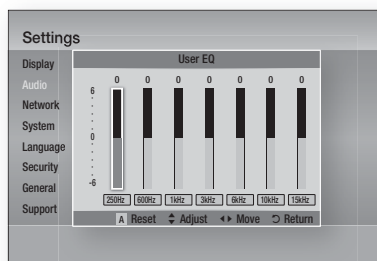 Settings
Display
Audio
Network
System
Language
Security
General
Support
User EQ
0 0 0 0 0 0 0
6
0
-6
250Hz 600Hz 1kHz 3kHz 6kHz 10kHz 15kHz
A Reset Adjust Move Return